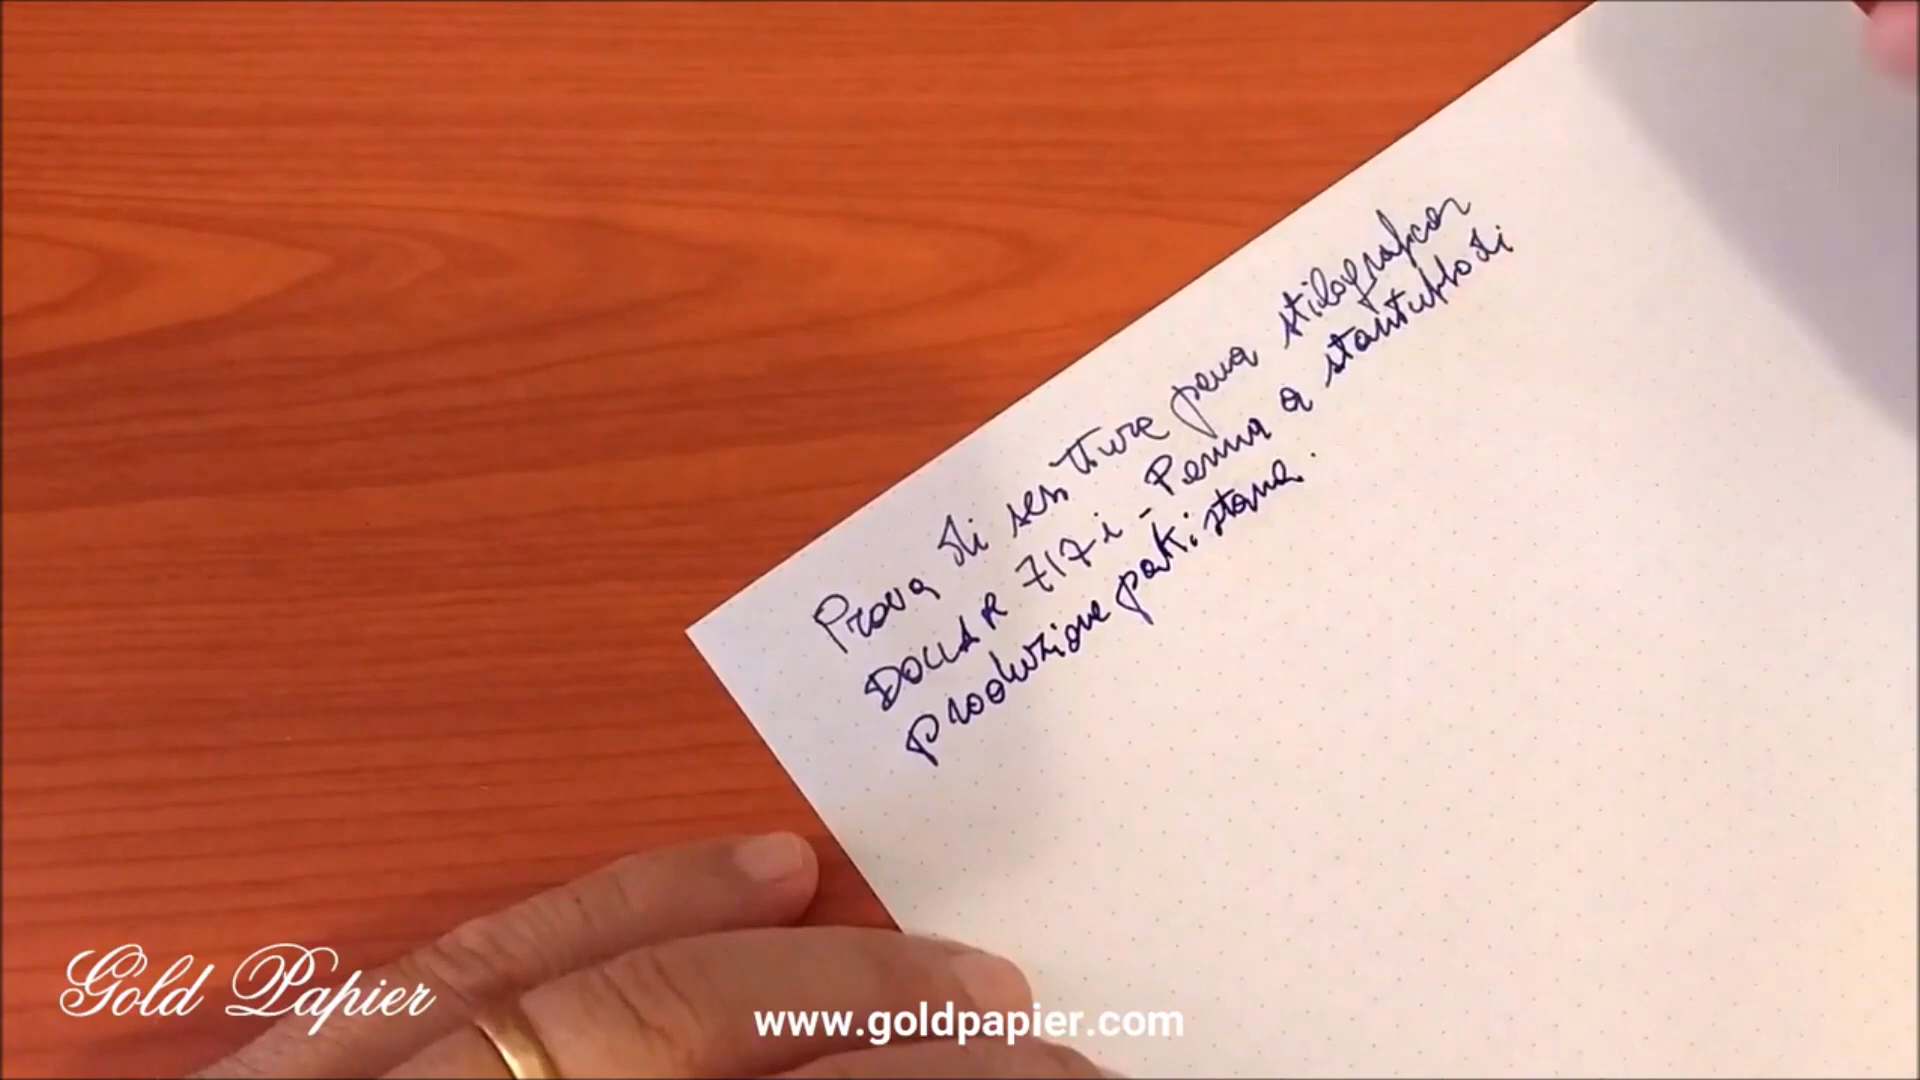 Prova di scrittura penna stilografica
DOLLAR 717i - Penna a stantuffo di
produzione pakistana.
Gold Papier
www.goldpapier.com